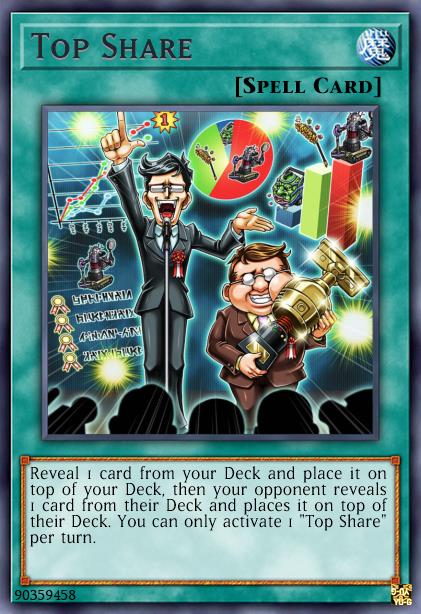 Top Share
魔
[Spell Card]
1
Reveal 1 card from your Deck and place it on
top of your Deck, then your opponent reveals
1 card from their Deck and places it on top of
their Deck. You can only activate 1 "Top Share"
per turn.
90359458